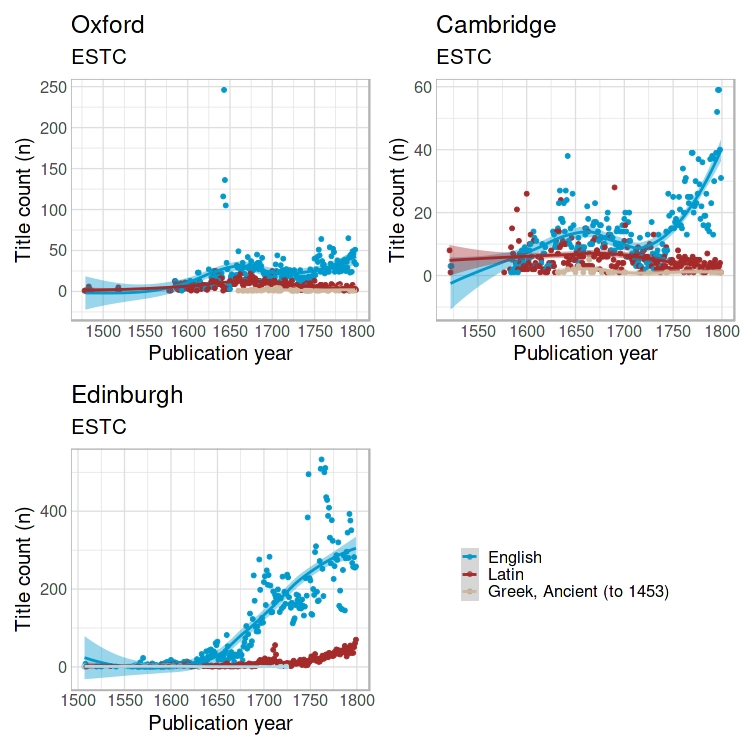 Oxford
ESTC
250
200
150
100
50
0
Title count (n)
1500 1550 1600 1650 1700 1750 1800
Publication year
Cambridge
ESTC
60
40
20
0
Title count (n)
1550 1600 1650 1700 1750 1800
Publication year
Edinburgh
ESTC
400
200
0
Title count (n)
1500 1550 1600 1650 1700 1750 1800
Publication year
English
Latin
Greek, Ancient (to 1453)